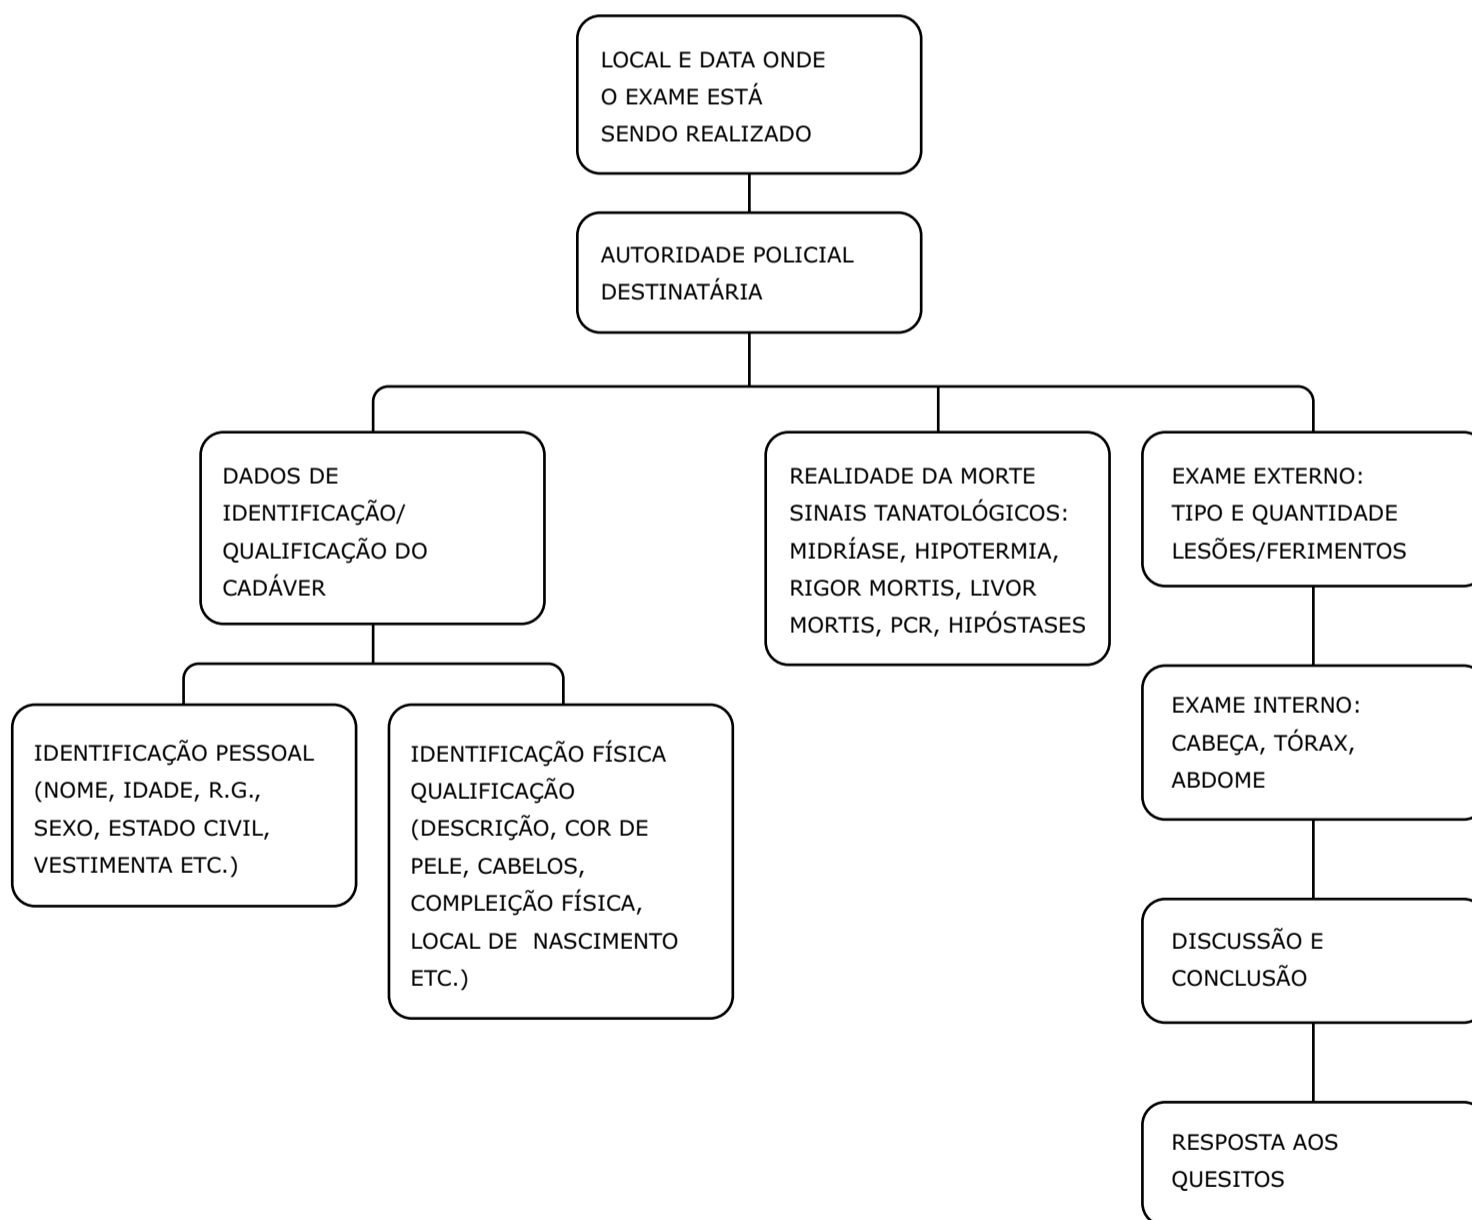 LOCAL E DATA ONDE
O EXAME ESTÁ
SENDO REALIZADO
AUTORIDADE POLICIAL
DESTINATÁRIA
DADOS DE
IDENTIFICAÇÃO/
QUALIFICAÇÃO DO
CADÁVER
REALIDADE DA MORTE
SINAIS TANATOLÓGICOS:
MIDRÍASE, HIPOTERMIA,
RIGOR MORTIS, LIVOR
MORTIS, PCR, HIPÓSTASES
EXAME EXTERNO:
TIPO E QUANTIDADE
LESÕES/FERIMENTOS
IDENTIFICAÇÃO PESSOAL
(NOME, IDADE, R.G.,
SEXO, ESTADO CIVIL,
VESTIMENTA ETC.)
IDENTIFICAÇÃO FÍSICA
QUALIFICAÇÃO
(DESCRIÇÃO, COR DE
PELE, CABELOS,
COMPLEIÇÃO FÍSICA,
LOCAL DE NASCIMENTO
ETC.)
EXAME INTERNO:
CABEÇA, TÓRAX,
ABDOME
DISCUSSÃO E
CONCLUSÃO
RESPOSTA AOS
QUESITOS